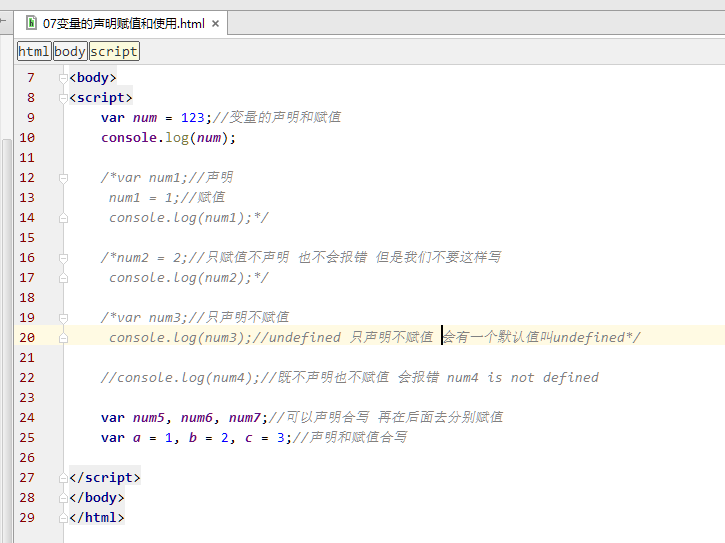 07变量的声明赋值和使用.html
html body script
7 <body>
8 <script>
9 var num = 123;//变量的声明和赋值
10 console.log(num);
11
12 /*var num1;//声明
13 num1 = 1;//赋值
14 console.log(num1);*/
15
16 /*num2 = 2;//只赋值不声明 也不会报错 但是我们不要这样写
17 console.log(num2);*/
18
19 /*var num3;//只声明不赋值
20 console.log(num3);//undefined 只声明不赋值 会有一个默认值叫undefined*/
21
22 //console.log(num4);//既不声明也不赋值 会报错 num4 is not defined
23
24 var num5, num6, num7;//可以声明合写 再在后面去分别赋值
25 var a = 1, b = 2, c = 3;//声明和赋值合写
26
27 </script>
28 </body>
29 </html>